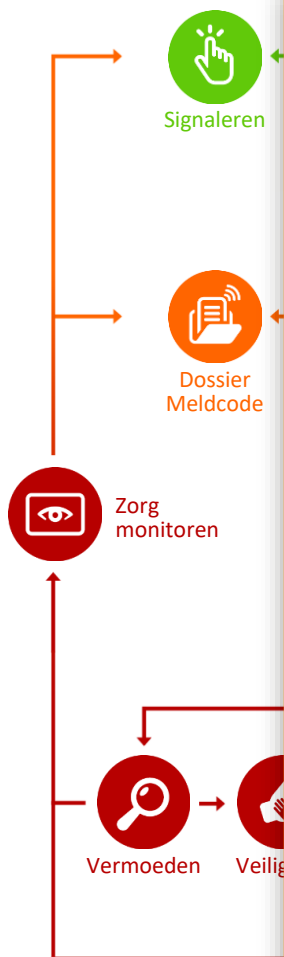 Signaleren
Dossier
Meldcode
Zorg
monitoren
Vermoeden